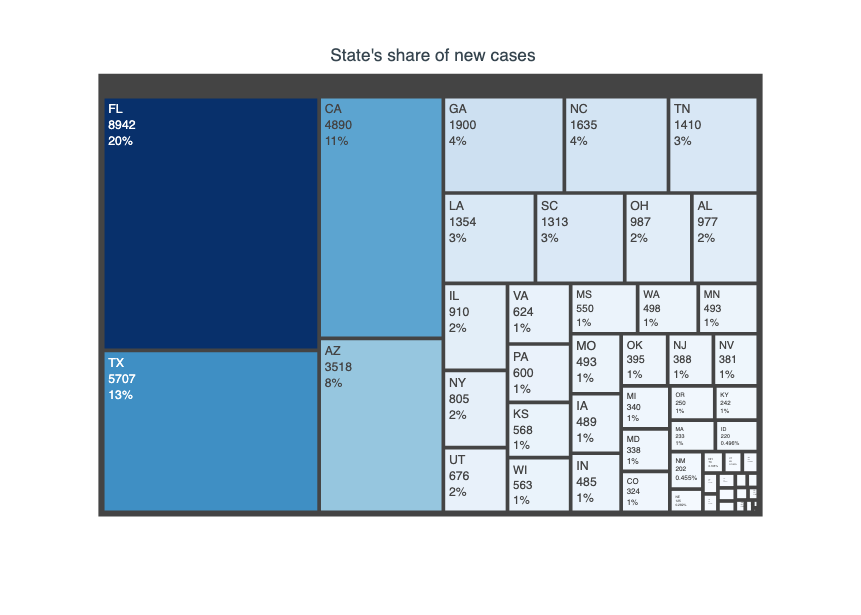 State's share of new cases
FL
8942
20%
CA
4890
11%
GA
1900
4%
NC
1635
4%
TN
1410
3%
LA
1354
3%
SC
1313
3%
OH
987
2%
AL
977
2%
TX
5707
13%
AZ
3518
8%
IL
910
2%
VA
624
1%
MS
550
1%
WA
498
1%
MN
493
1%
PA
600
1%
MO
493
1%
OK
395
1%
NJ
388
1%
NV
381
1%
NY
805
2%
KS
568
1%
IA
489
1%
MI
340
1%
OR
250
1%
KY
242
1%
UT
676
2%
WI
563
1%
IN
485
1%
MD
338
1%
MA
233
1%
ID
220
0.496%
CO
324
1%
NM
202
0.455%